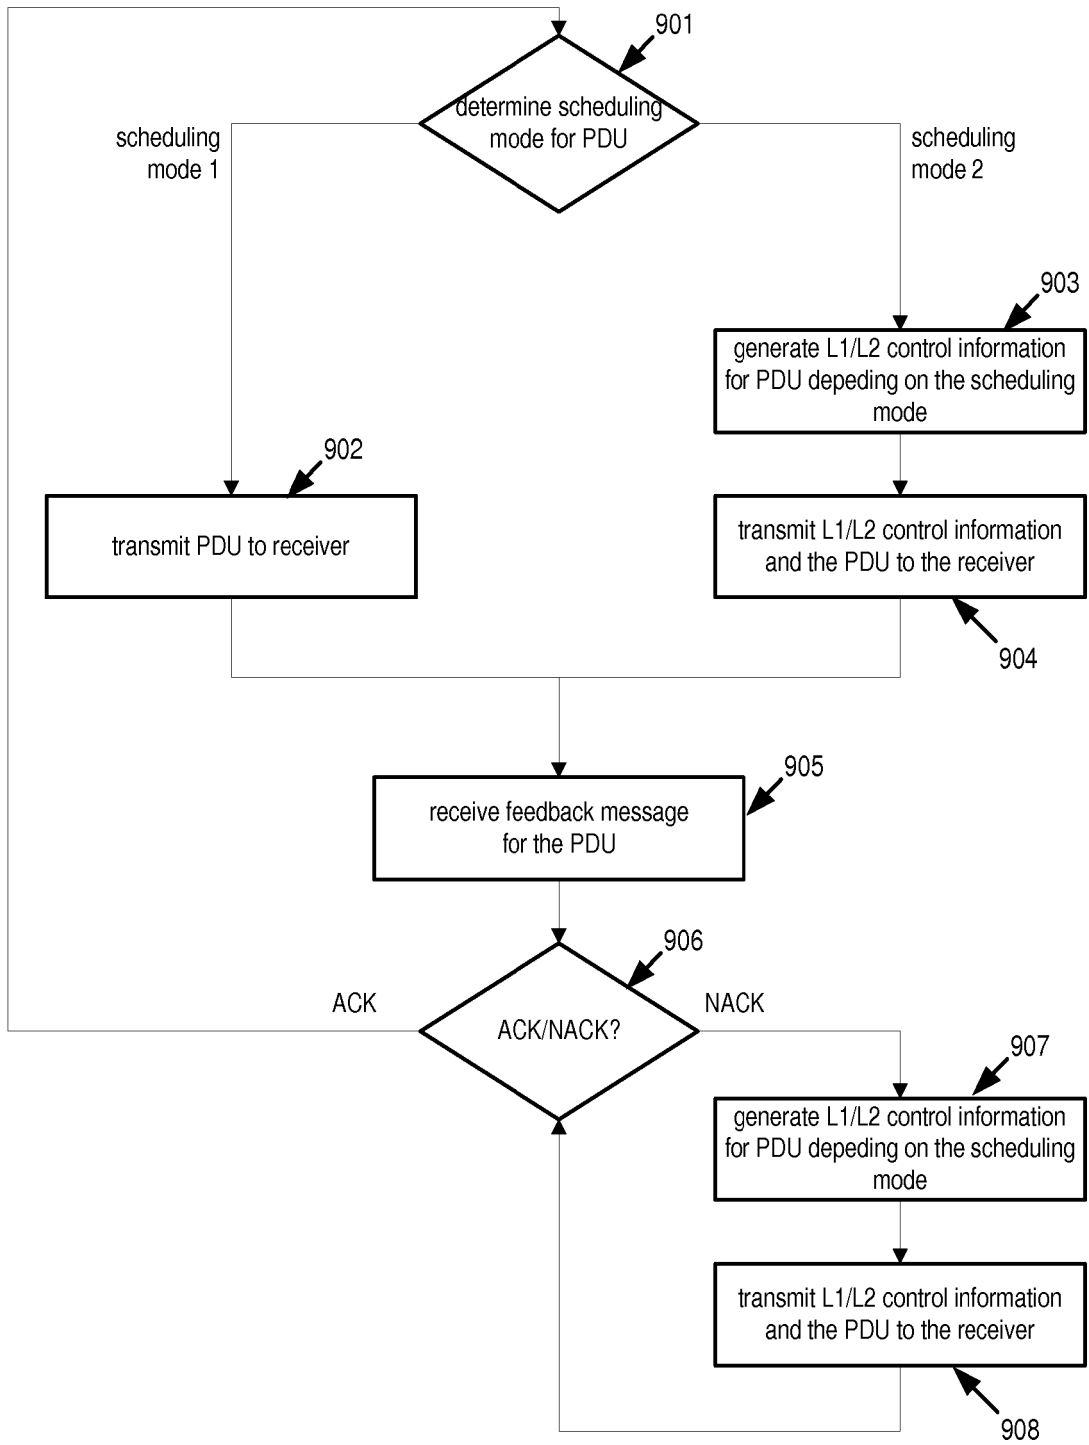 901
determine scheduling
mode for PDU
scheduling
mode 1
scheduling
mode 2
903
generate L1/L2 control information
for PDU depeding on the scheduling
mode
902
transmit PDU to receiver
transmit L1/L2 control information
and the PDU to the receiver
904
905
receive feedback message
for the PDU
906
ACK
ACK/NACK?
NACK
907
generate L1/L2 control information
for PDU depeding on the scheduling
mode
transmit L1/L2 control information
and the PDU to the receiver
908